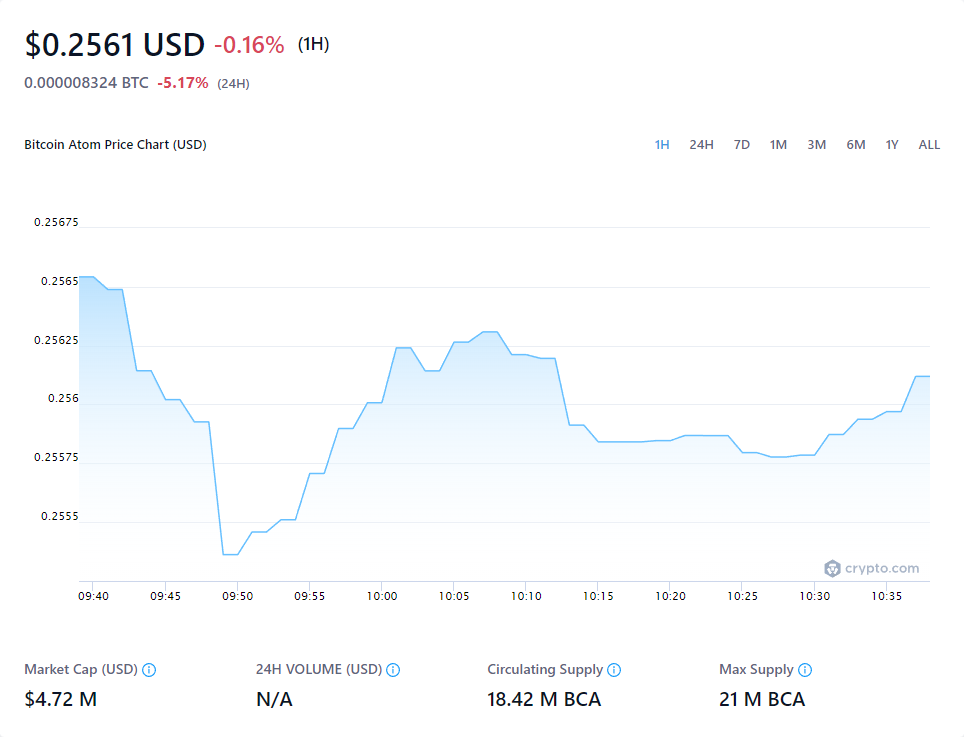 $0.2561 USD -0.16% (1H)
0.000008324 BTC -5.17% (24H)
Bitcoin Atom Price Chart (USD) 1H 24H 7D 1M 3M 6M 1Y ALL
0.25675
0.2565
0.25625
0.256
0.25575
0.2555
crypto.com
09:40 09:45 09:50 09:55 10:00 10:05 10:10 10:15 10:20 10:25 10:30 10:35
Market Cap (USD) 24H VOLUME (USD) Circulating Supply Max Supply
$4.72 M N/A 18.42 M BCA 21 M BCA